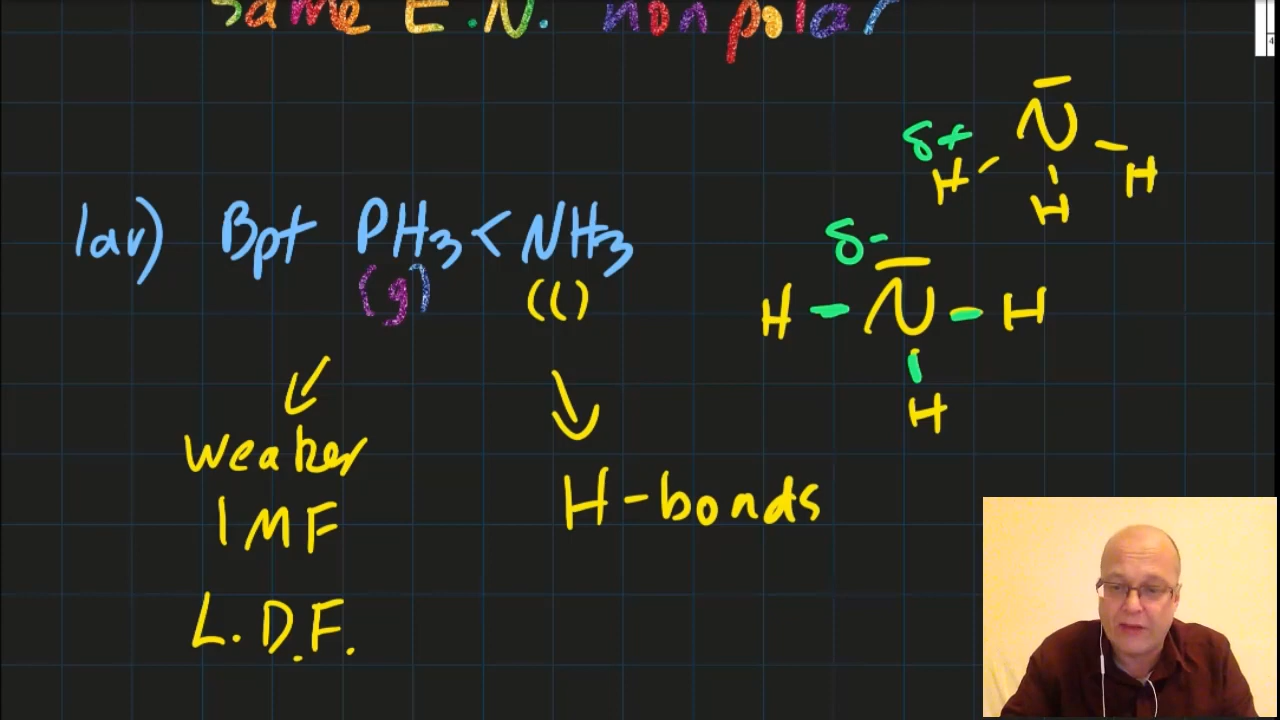 same E.N. nonpolar
1av) Bpt PH3 < NH3
(g) (l)
weaker
IMF
L.D.F.
H-bonds
δ+
N
H H
H
δ-
H - N - H
H